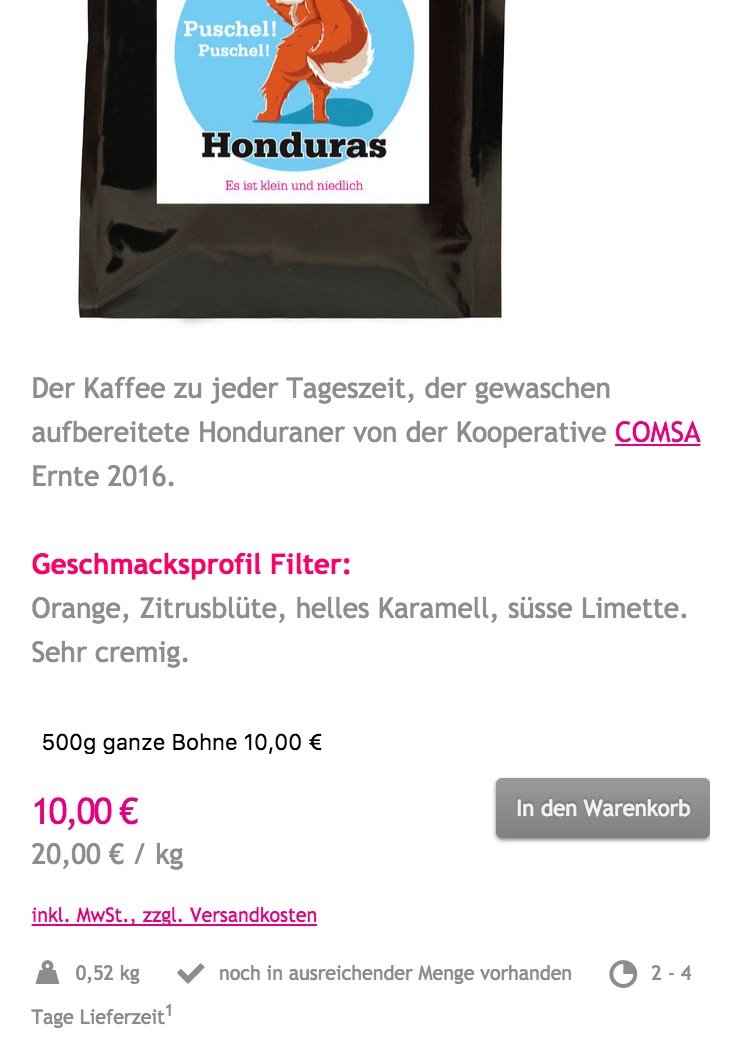 Puschel!
Puschel!
Honduras
Es ist klein und niedlich
Der Kaffee zu jeder Tageszeit, der gewaschen
aufbereitete Honduraner von der Kooperative COMSA
Ernte 2016.
Geschmacksprofil Filter:
Orange, Zitrusblüte, helles Karamell, süsse Limette.
Sehr cremig.
500g ganze Bohne 10,00 €
10,00 €
In den Warenkorb
20,00 € / kg
inkl. MwSt., zzgl. Versandkosten
0,52 kg noch in ausreichender Menge vorhanden 2 - 4
Tage Lieferzeit¹